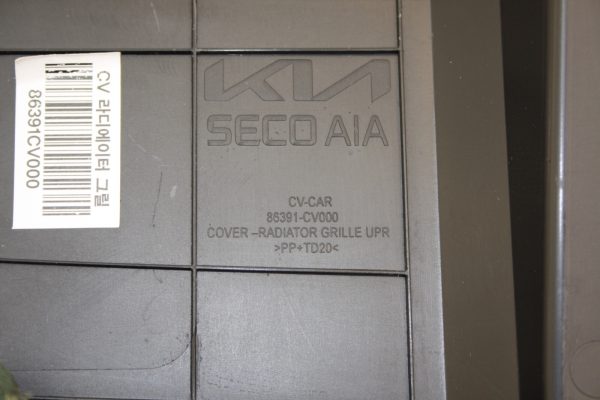 KIA
SECO AIA
CV-CAR
86391-CV000
COVER –RADIATOR GRILLE UPR
>PP+TD20<
CV 라디에이터 그릴
86391CV000